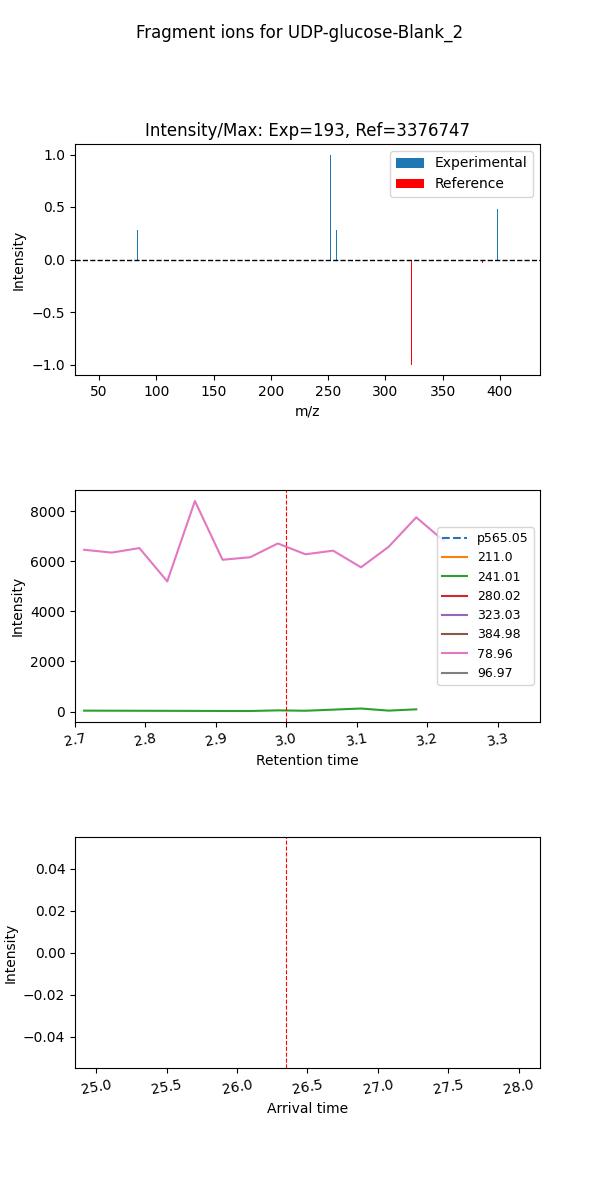 Fragment ions for UDP-glucose-Blank_2
Intensity/Max: Exp=193, Ref=3376747
1.0
0.5
0.0
−0.5
−1.0
Intensity
Experimental
Reference
50 100 150 200 250 300 350 400
m/z
8000
6000
4000
2000
0
Intensity
p565.05
211.0
241.01
280.02
323.03
384.98
78.96
96.97
2.7 2.8 2.9 3.0 3.1 3.2 3.3
Retention time
0.04
0.02
0.00
−0.02
−0.04
Intensity
25.0 25.5 26.0 26.5 27.0 27.5 28.0
Arrival time